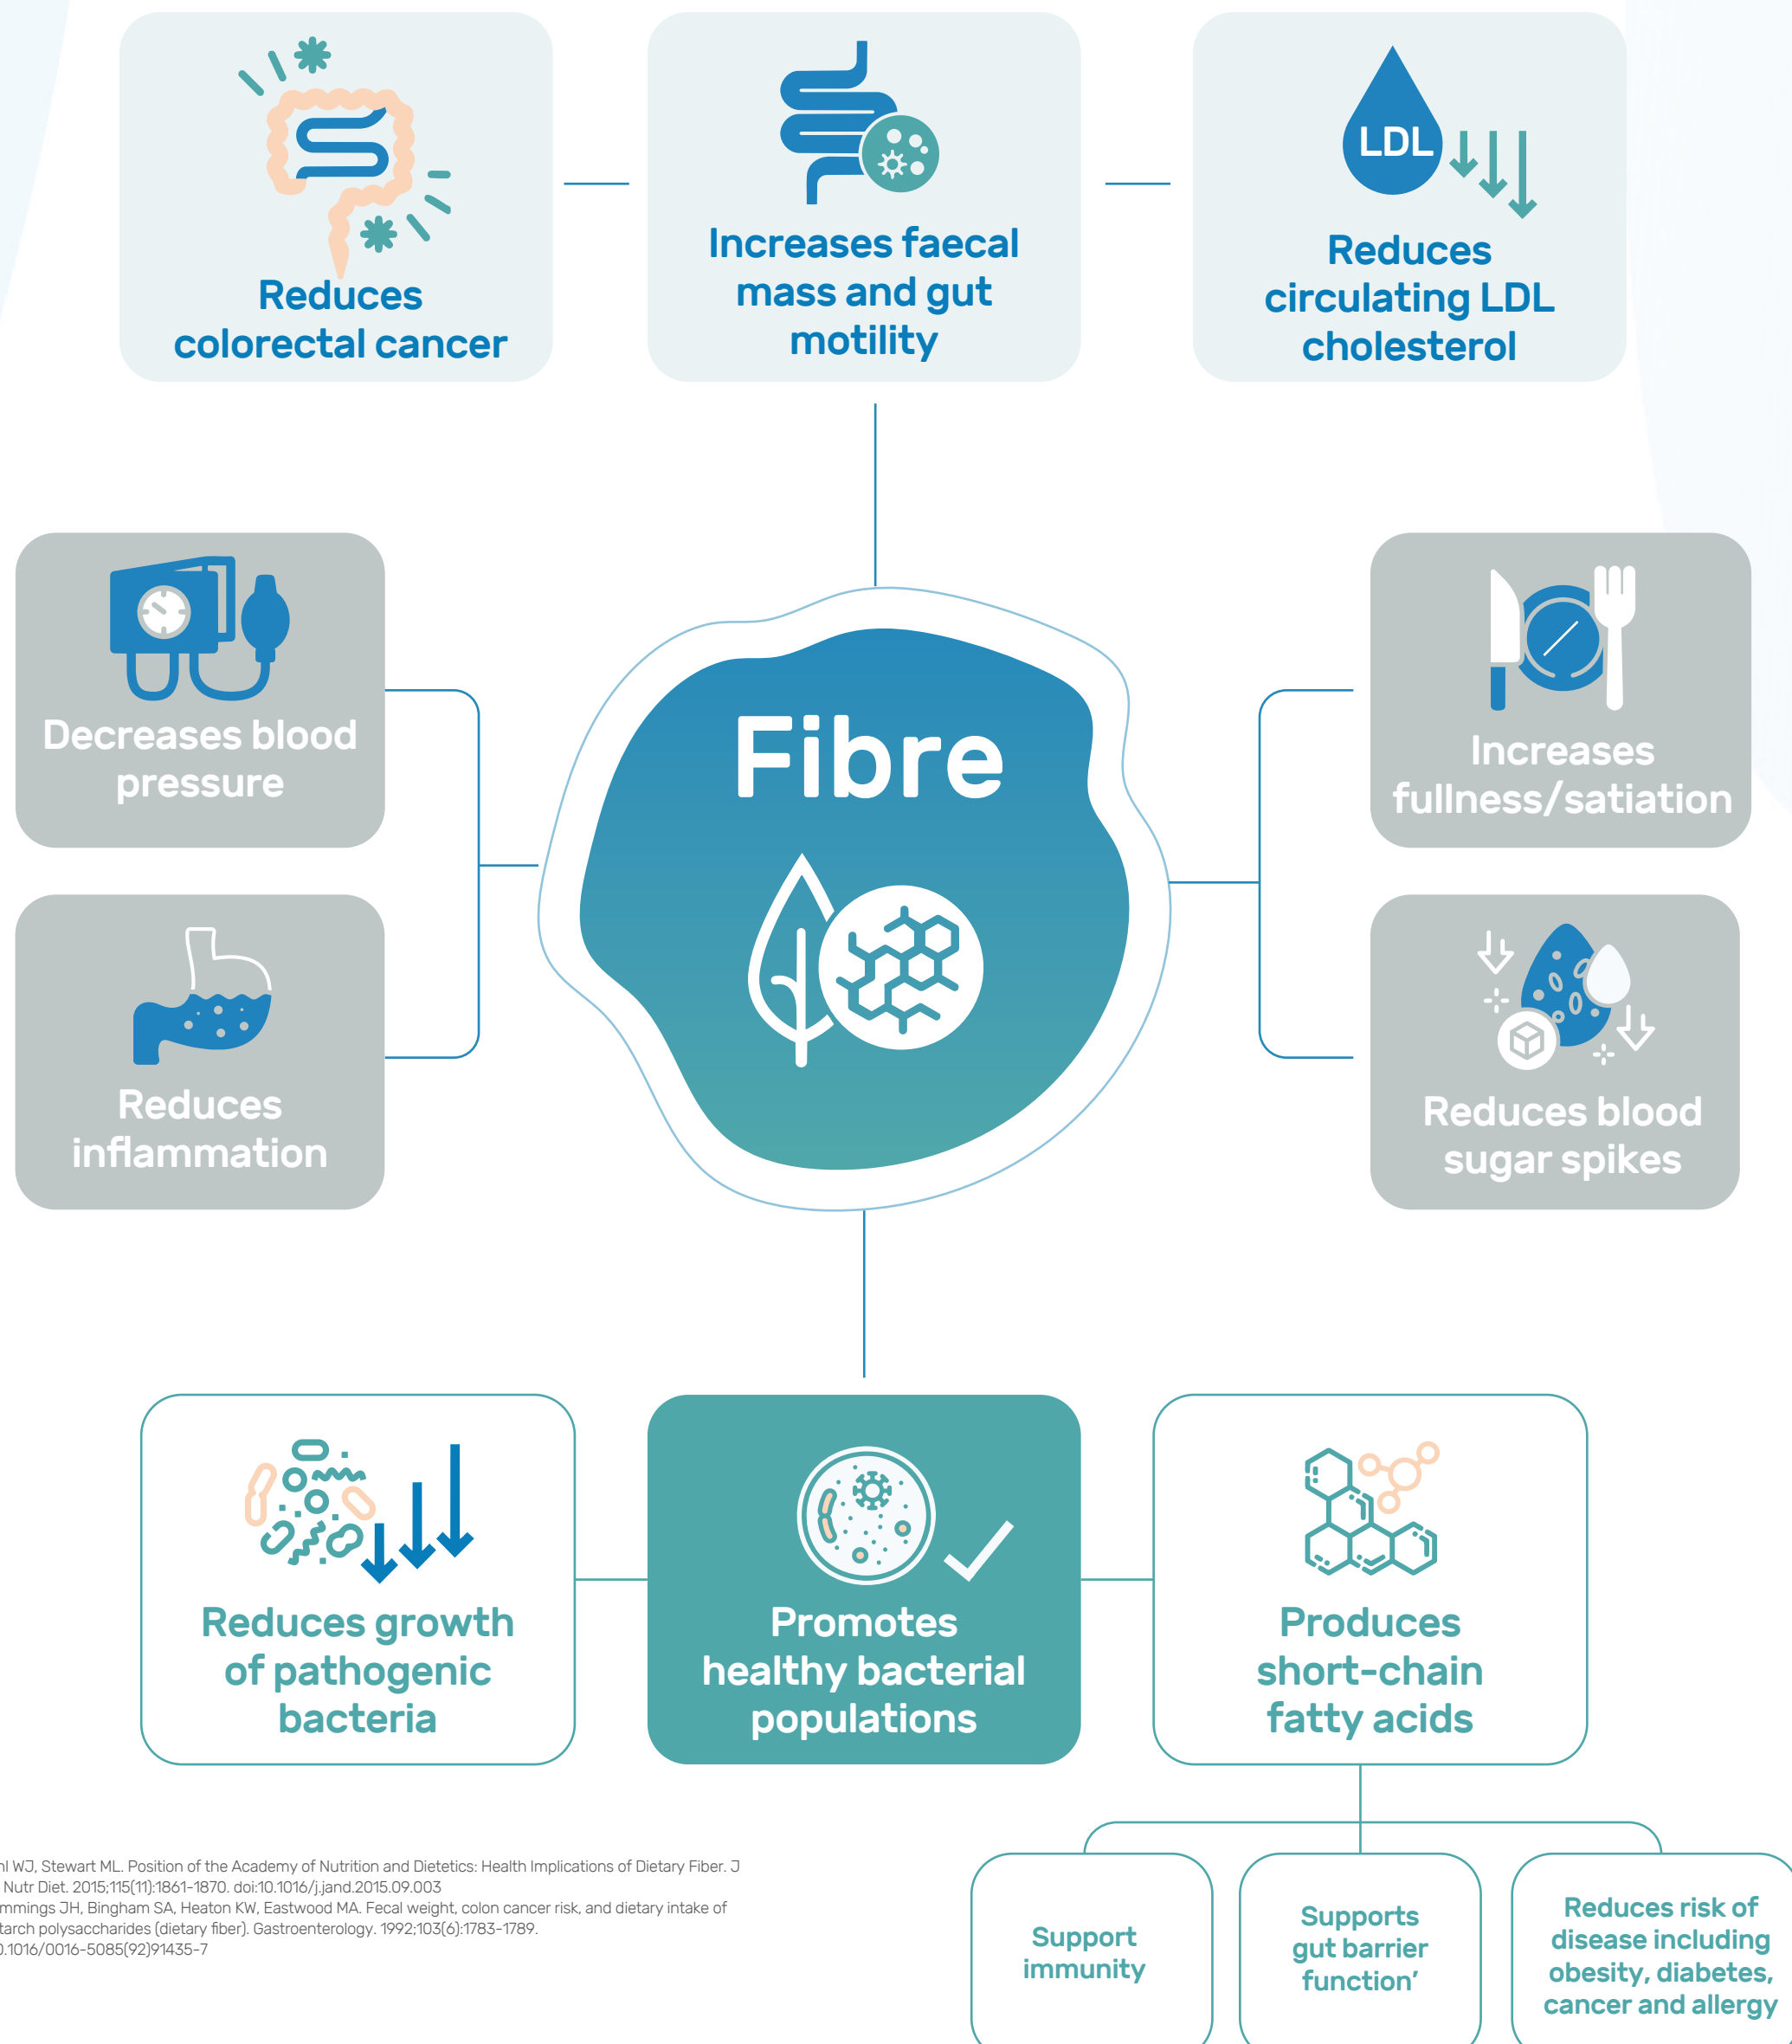 Reduces
colorectal cancer
Increases faecal
mass and gut
motility
LDL
Reduces
circulating LDL
cholesterol
Decreases blood
pressure
Reduces
inflammation
Fibre
Increases
fullness/satiation
Reduces blood
sugar spikes
Reduces growth
of pathogenic
bacteria
Promotes
healthy bacterial
populations
Produces
short-chain
fatty acids
Support
immunity
Supports
gut barrier
function’
Reduces risk of
disease including
obesity, diabetes,
cancer and allergy
WJ, Stewart ML. Position of the Academy of Nutrition and Dietetics: Health Implications of Dietary Fiber. J
Nutr Diet. 2015;115(11):1861-1870. doi:10.1016/j.jand.2015.09.003
JH, Bingham SA, Heaton KW, Eastwood MA. Fecal weight, colon cancer risk, and dietary intake of
polysaccharides (dietary fiber). Gastroenterology. 1992;103(6):1783-1789.
.1016/0016-5085(92)91435-7